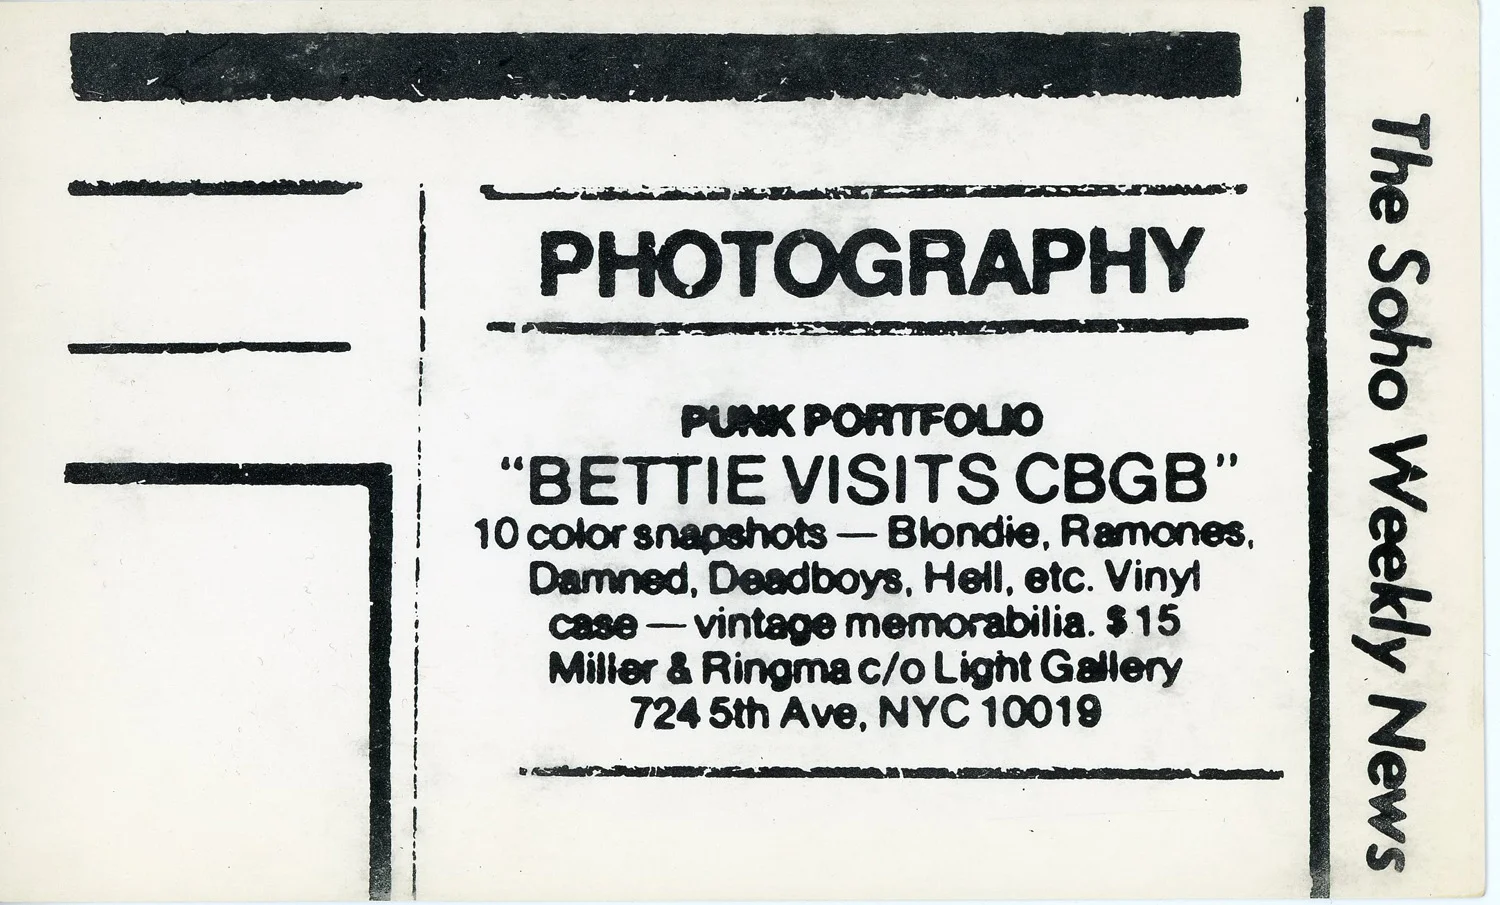 PHOTOGRAPHY
PUNK PORTFOLIO
“BETTIE VISITS CBGB”
10 color snapshots — Blondie, Ramones,
Damned, Deadboys, Hell, etc. Vinyl
case — vintage memorabilia. $15
Miller & Ringma c/o Light Gallery
724 5th Ave, NYC 10019
The Soho Weekly News